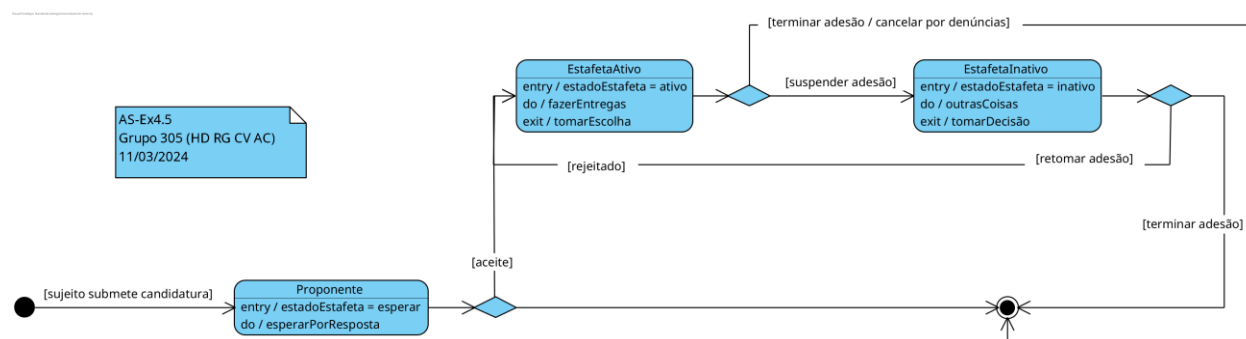 [terminar adesão / cancelar por denúncias]
EstafetaAtivo
entry / estadoEstafeta = ativo
do / fazerEntregas
exit / tomarEscolha
[suspender adesão]
EstafetaInativo
entry / estadoEstafeta = inativo
do / outrasCoisas
exit / tomarDecisão
AS-Ex4.5
Grupo 305 (HD RG CV AC)
11/03/2024
[rejeitado]
[retomar adesão]
[terminar adesão]
[aceite]
[sujeito submete candidatura]
Proponente
entry / estadoEstafeta = esperar
do / esperarPorResposta